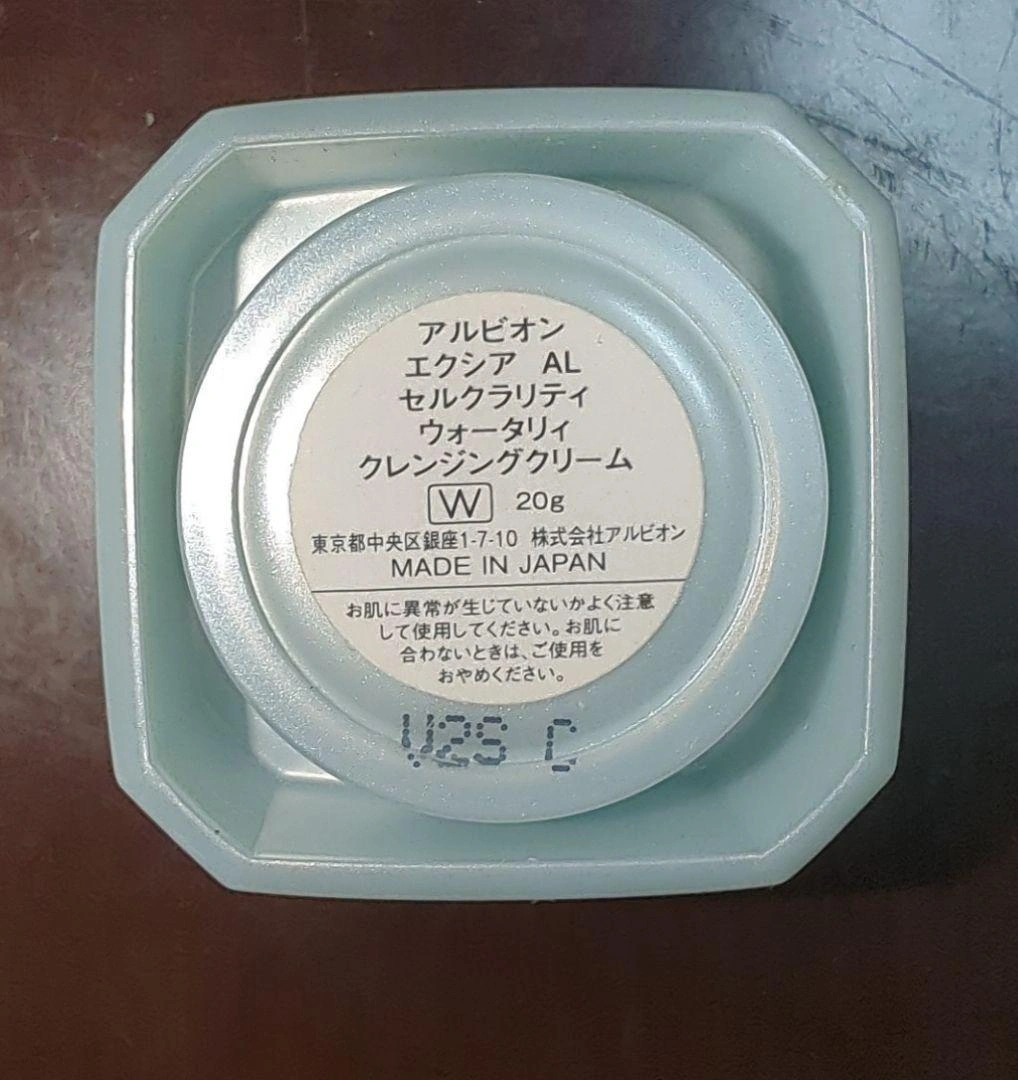 アルビオン
エクシア AL
セルクラリティ
ウォータリィ
クレンジングクリーム
W 20g
東京都中央区銀座1-7-10 株式会社アルビオン
MADE IN JAPAN
お肌に異常が生じていないかよく注意
して使用してください。お肌に
合わないときは、ご使用を
おやめください。